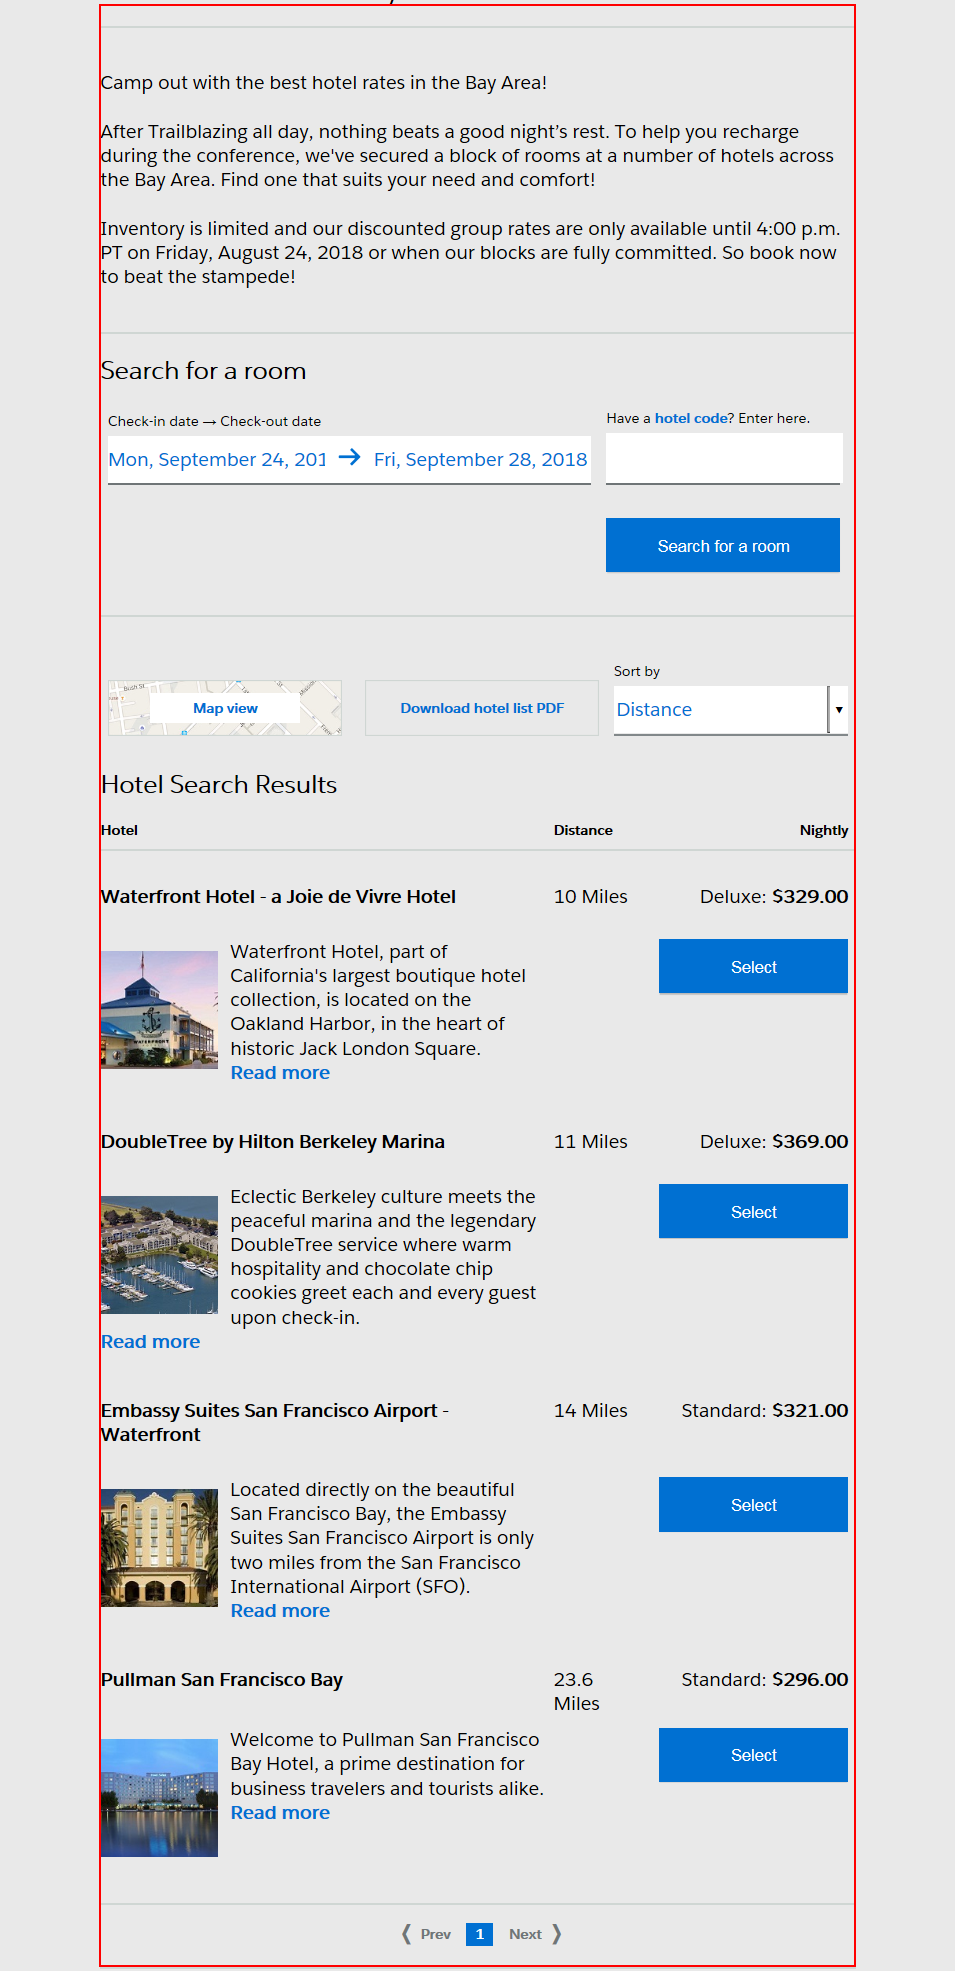 Camp out with the best hotel rates in the Bay Area!
After Trailblazing all day, nothing beats a good night’s rest. To help you recharge
during the conference, we've secured a block of rooms at a number of hotels across
the Bay Area. Find one that suits your need and comfort!
Inventory is limited and our discounted group rates are only available until 4:00 p.m.
PT on Friday, August 24, 2018 or when our blocks are fully committed. So book now
to beat the stampede!
Search for a room
Check-in date → Check-out date
Have a hotel code? Enter here.
Mon, September 24, 201 → Fri, September 28, 2018
Search for a room
Sort by
Map view
Download hotel list PDF
Distance
Hotel Search Results
Hotel Distance Nightly
Waterfront Hotel - a Joie de Vivre Hotel 10 Miles Deluxe: $329.00
Waterfront Hotel, part of
California's largest boutique hotel
collection, is located on the
Oakland Harbor, in the heart of
historic Jack London Square.
Read more
Select
DoubleTree by Hilton Berkeley Marina 11 Miles Deluxe: $369.00
Eclectic Berkeley culture meets the
peaceful marina and the legendary
DoubleTree service where warm
hospitality and chocolate chip
cookies greet each and every guest
upon check-in.
Read more
Select
Embassy Suites San Francisco Airport - 14 Miles Standard: $321.00
Waterfront
Located directly on the beautiful
San Francisco Bay, the Embassy
Suites San Francisco Airport is only
two miles from the San Francisco
International Airport (SFO).
Read more
Select
Pullman San Francisco Bay 23.6 Standard: $296.00
Miles
Welcome to Pullman San Francisco
Bay Hotel, a prime destination for
business travelers and tourists alike.
Read more
Select
❬ Prev 1 Next ❭